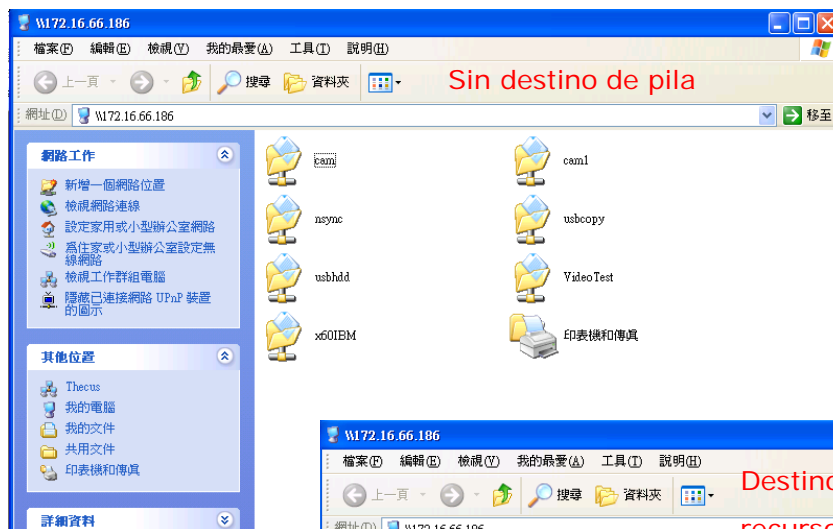 \\172.16.66.186
檔案(F) 編輯(E) 檢視(V) 我的最愛(A) 工具(T) 說明(H)
上一頁 搜尋 資料夾 Sin destino de pila
網址(D) \\172.16.66.186 移至
網路工作
新增一個網路位置
檢視網路連線
設定家用或小型辦公室網路
為住家或小型辦公室設定無
線網路
檢視工作群組電腦
隱藏已連接網路 UPnP 裝置
的圖示
其他位置
Thecus
我的電腦
我的文件
共用文件
印表機和傳真
詳細資料
cam cam1
nsync usbcopy
usbhdd VideoTest
x60IBM 印表機和傳真
\\172.16.66.186
檔案(F) 編輯(E) 檢視(V) 我的最愛(A) 工具(T) 說明(H)
上一頁 搜尋 資料夾 Destino
網址(D) \\172.16.66.186